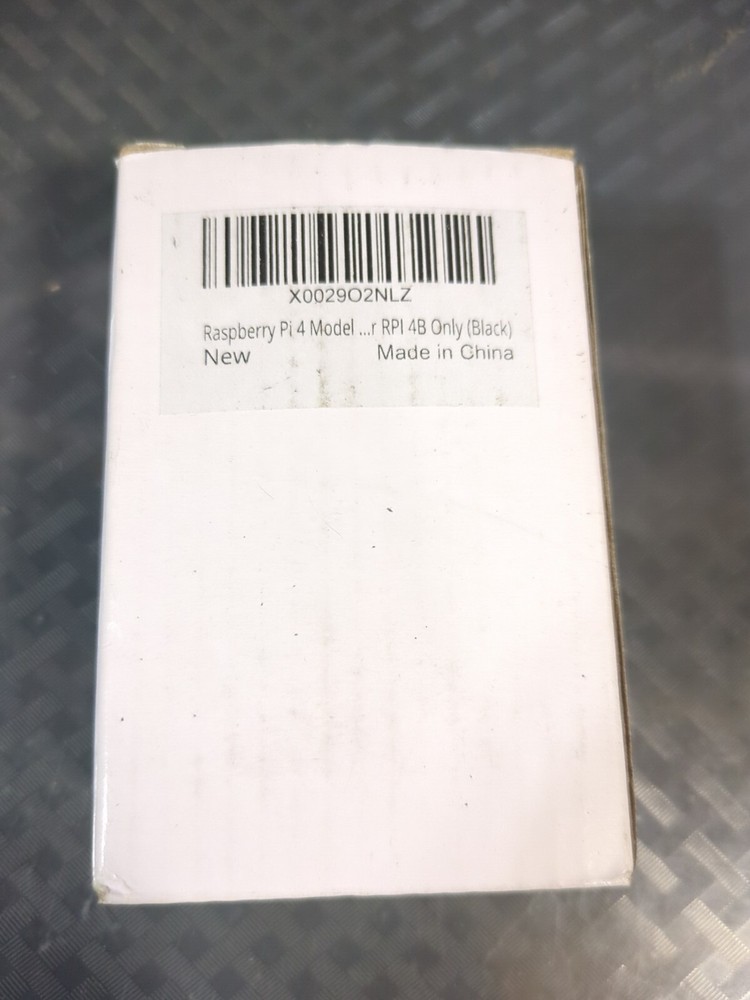 X0029O2NLZ
Raspberry Pi 4 Model ...r RPI 4B Only (Black)
New Made in China